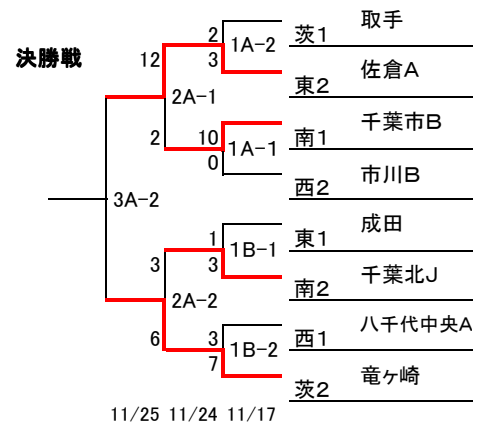 取手
2 茨1
1A-2
決勝戦 12 3
佐倉A
東2
2A-1
千葉市B
2 10 南1
1A-1
0
市川B
西2
3A-2
成田
1 東1
1B-1
3 3
千葉北J
南2
2A-2
八千代中央A
6 3 西1
1B-2
7
竜ヶ崎
茨2
11/25 11/24 11/17